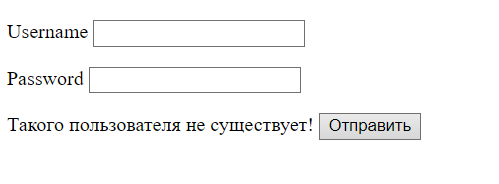 Username
Password
Такого пользователя не существует! Отправить